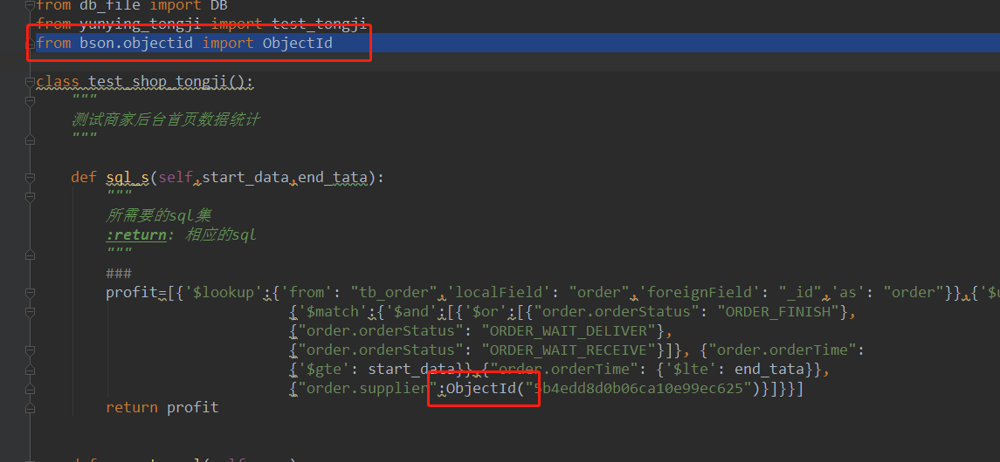 from db_file import DB
from yunying_tongji import test_tongji
from bson.objectid import ObjectId
class test_shop_tongji():
"""
测试商家后台首页数据统计
"""
def sql_s(self,start_data,end_tata):
"""
所需要的sql集
:return: 相应的sql
"""
###
profit=[{'$lookup':{'from': "tb_order",'localField': "order",'foreignField': "_id",'as': "order"}},{'$u
{'$match':{'$and':[{'$or':[{"order.orderStatus": "ORDER_FINISH"},
{"order.orderStatus": "ORDER_WAIT_DELIVER"},
{"order.orderStatus": "ORDER_WAIT_RECEIVE"}]}, {"order.orderTime":
{'$gte': start_data}},{"order.orderTime": {'$lte': end_tata}},
{"order.supplier":ObjectId("5b4edd8d0b06ca10e99ec625")}]}}]
return profit